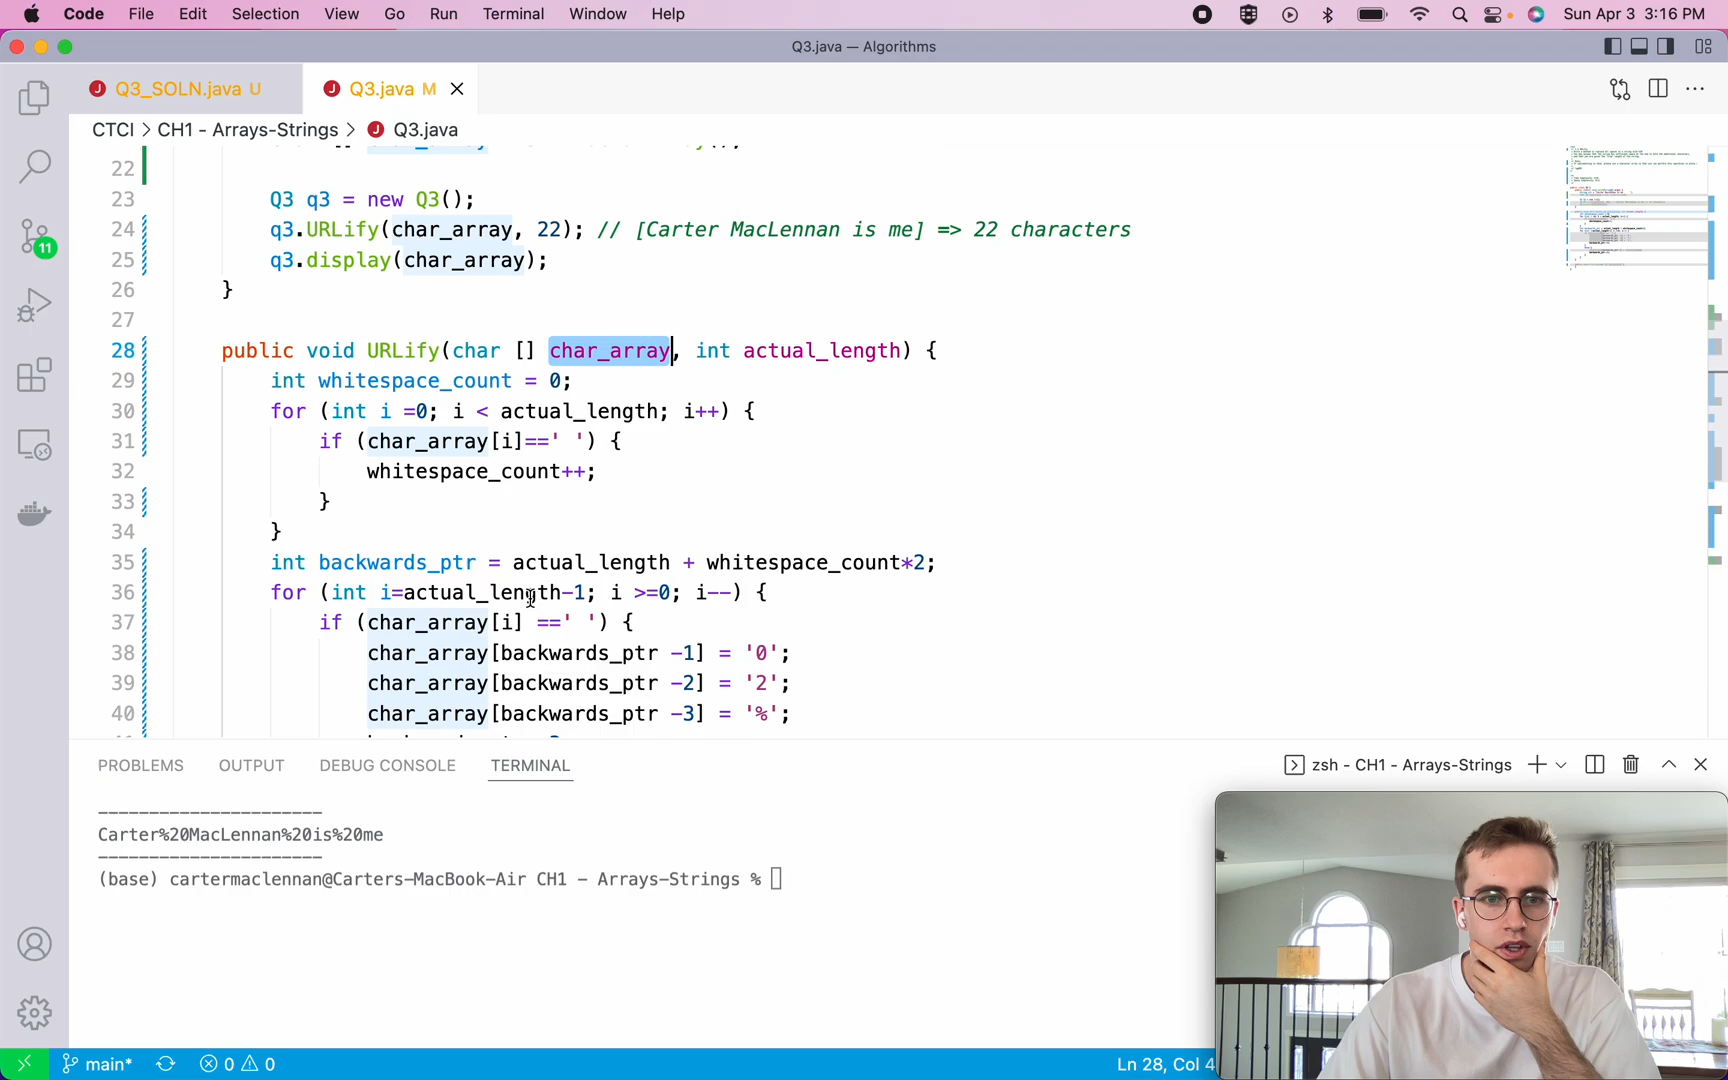 Code File Edit Selection View Go Run Terminal Window Help Sun Apr 3 3:16 PM
Q3.java — Algorithms
Q3_SOLN.java U Q3.java M
CTCI > CH1 - Arrays-Strings > Q3.java
22
23 Q3 q3 = new Q3();
24 q3.URLify(char_array, 22); // [Carter MacLennan is me] => 22 characters
25 q3.display(char_array);
26 }
27
28 public void URLify(char [] char_array, int actual_length) {
29 int whitespace_count = 0;
30 for (int i =0; i < actual_length; i++) {
31 if (char_array[i]==' ') {
32 whitespace_count++;
33 }
34 }
35 int backwards_ptr = actual_length + whitespace_count*2;
36 for (int i=actual_length-1; i >=0; i--) {
37 if (char_array[i] ==' ') {
38 char_array[backwards_ptr -1] = '0';
39 char_array[backwards_ptr -2] = '2';
40 char_array[backwards_ptr -3] = '%';
11
PROBLEMS OUTPUT DEBUG CONSOLE TERMINAL zsh - CH1 - Arrays-Strings
----------------------
Carter%20MacLennan%20is%20me
----------------------
(base) cartermaclennan@Carters-MacBook-Air CH1 - Arrays-Strings %
main* 0 0 Ln 28, Col 4